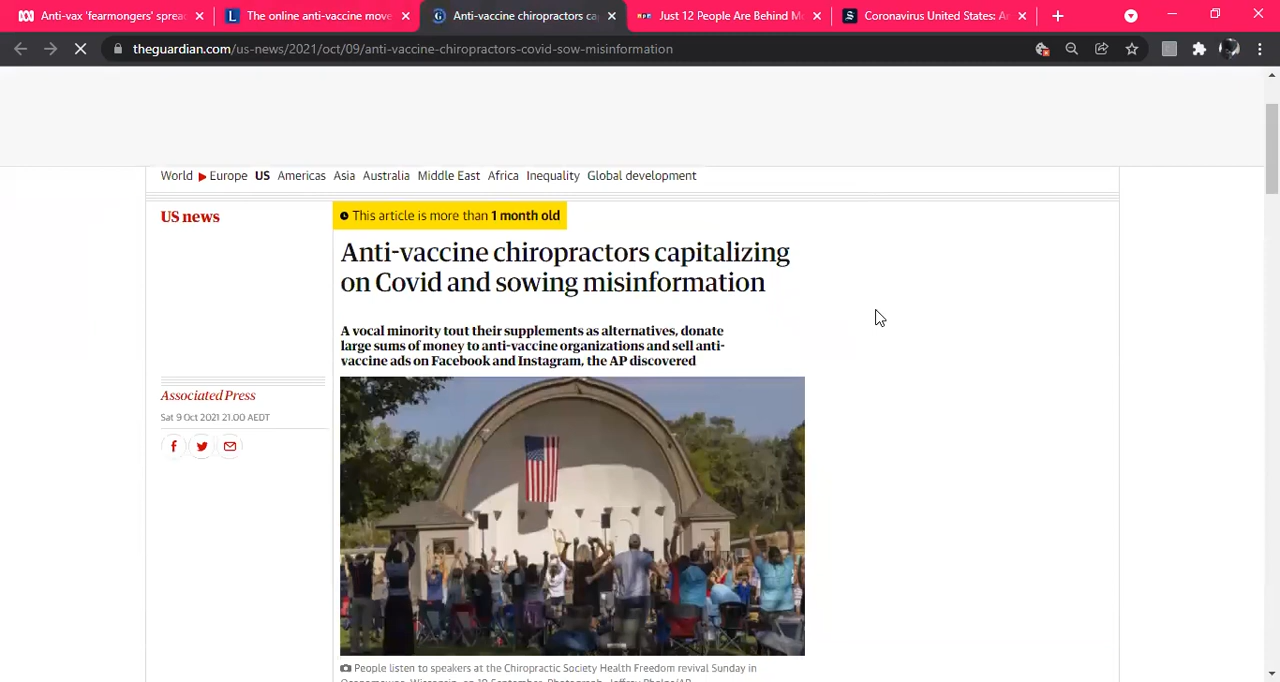 Anti-vax 'fearmongers' sprea
The online anti-vaccine move
Anti-vaccine chiropractors ca
Just 12 People Are Behind M
Coronavirus United States: A
theguardian.com/us-news/2021/oct/09/anti-vaccine-chiropractors-covid-sow-misinformation
World Europe US Americas Asia Australia Middle East Africa Inequality Global development
US news
This article is more than 1 month old
Anti-vaccine chiropractors capitalizing
on Covid and sowing misinformation
A vocal minority tout their supplements as alternatives, donate
large sums of money to anti-vaccine organizations and sell anti-
vaccine ads on Facebook and Instagram, the AP discovered
Associated Press
Sat 9 Oct 2021 21.00 AEDT
People listen to speakers at the Chiropractic Society Health Freedom revival Sunday in